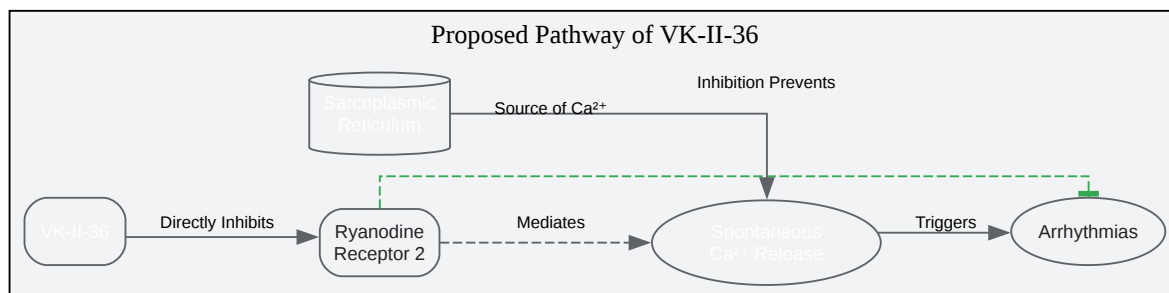 Proposed Pathway of VK-II-36
Inhibition Prevents
Sarcoplasmic
Reticulum
Source of Ca²⁺
VK-II-36
Directly Inhibits
Ryanodine
Receptor 2
Mediates
Spontaneous
Ca²⁺ Release
Triggers
Arrhythmias